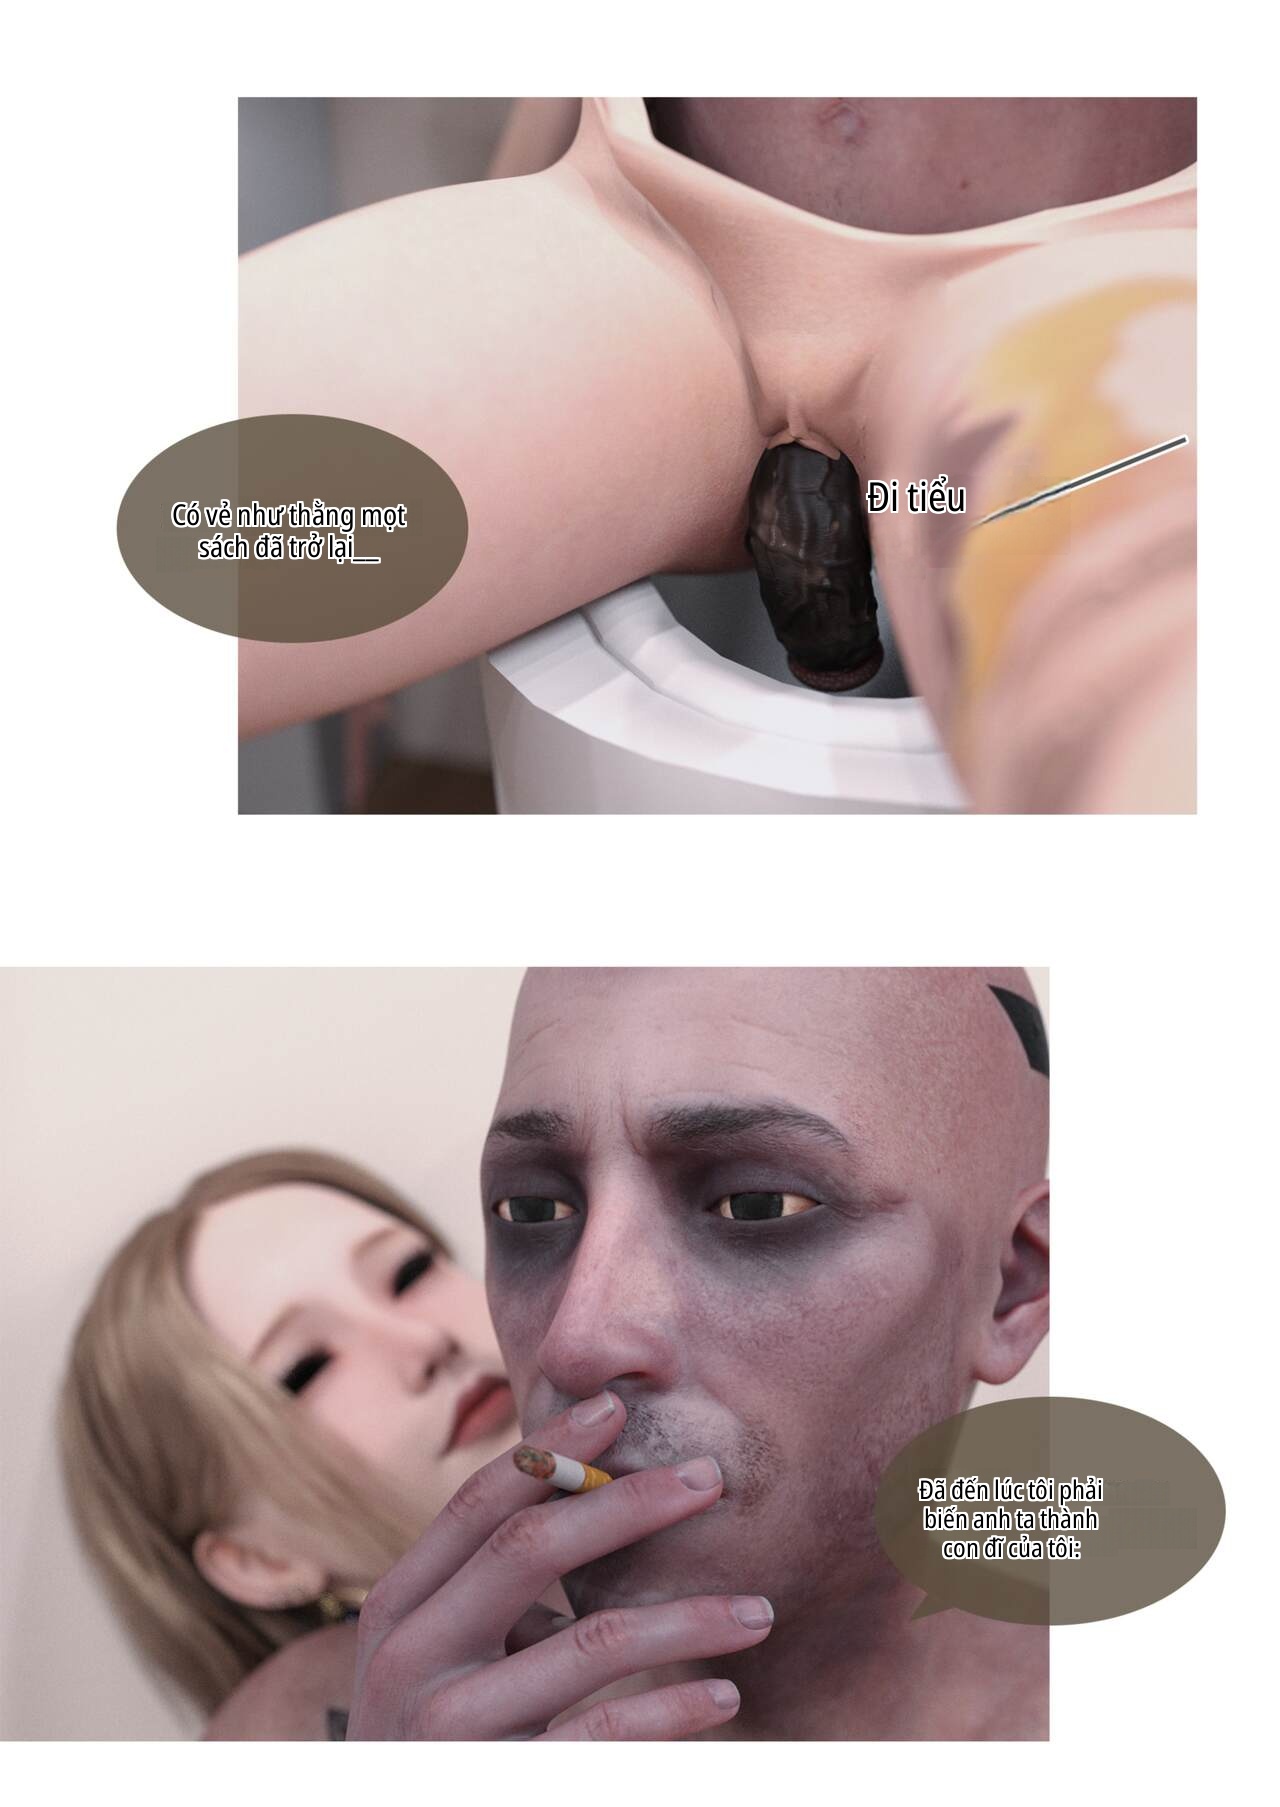 Có vẻ như thằng mọt
sách đã trở lại__
Đi tiểu
Đã đến lúc tôi phải
biến anh ta thành
con đĩ của tôi: